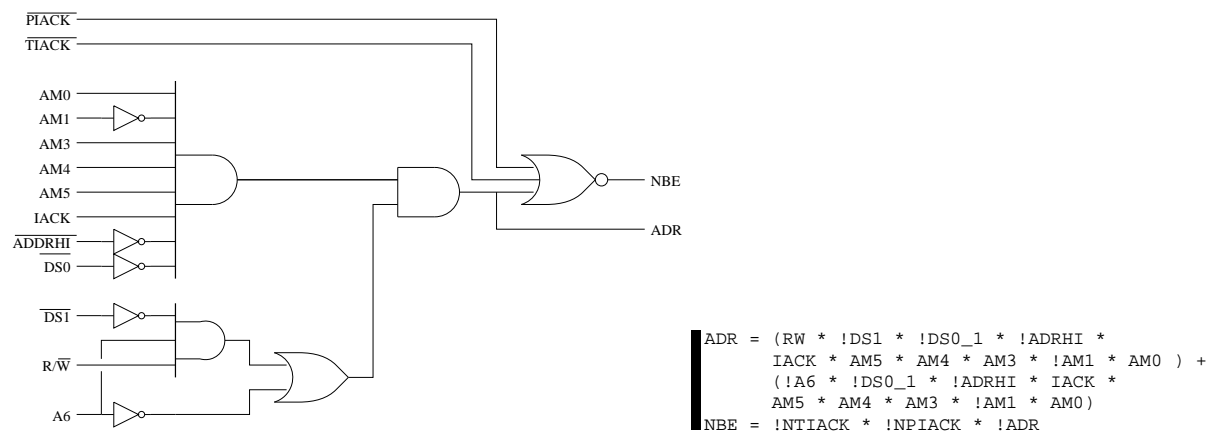 PIACK
TIACK
AM0
AM1
AM3
AM4
AM5
IACK
ADDRHI
DS0
DS1
R/W
A6
NBE
ADR
ADR = (RW * !DS1 * !DS0_1 * !ADRHI *
IACK * AM5 * AM4 * AM3 * !AM1 * AM0 ) +
(!A6 * !DS0_1 * !ADRHI * IACK *
AM5 * AM4 * AM3 * !AM1 * AM0)
NBE = !NTIACK * !NPIACK * !ADR